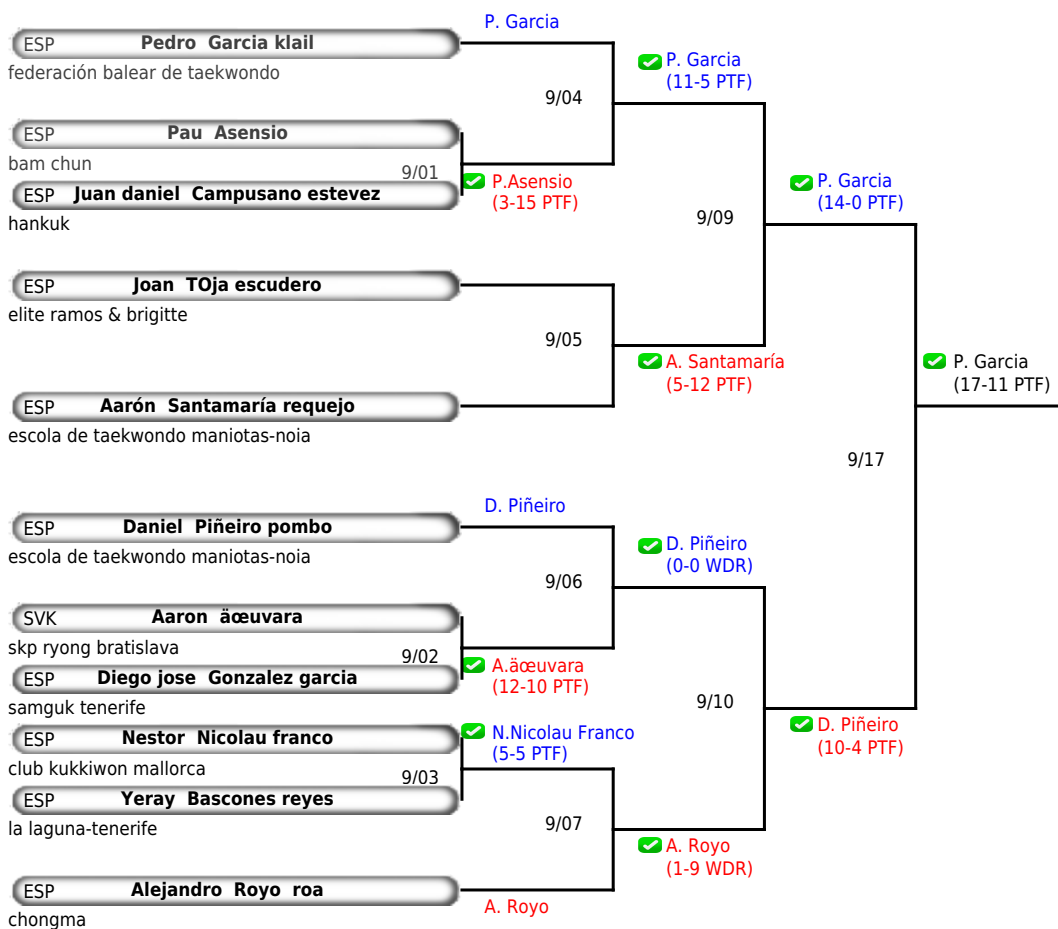 P. Garcia
ESP Pedro Garcia klail
federación balear de taekwondo
P. Garcia
(11-5 PTF)
9/04
ESP Pau Asensio
bam chun
9/01
ESP Juan daniel Campusano estevez
hankuk
P.Asensio
(3-15 PTF)
P. Garcia
(14-0 PTF)
9/09
ESP Joan TOja escudero
elite ramos & brigitte
9/05
A. Santamaría
(5-12 PTF)
ESP Aarón Santamaría requejo
escola de taekwondo maniotas-noia
P. Garcia
(17-11 PTF)
9/17
D. Piñeiro
ESP Daniel Piñeiro pombo
escola de taekwondo maniotas-noia
D. Piñeiro
(0-0 WDR)
9/06
SVK Aaron äœuvara
skp ryong bratislava
9/02
ESP Diego jose Gonzalez garcia
samguk tenerife
A.äœuvara
(12-10 PTF)
9/10
D. Piñeiro
(10-4 PTF)
ESP Nestor Nicolau franco
club kukkiwon mallorca
9/03
ESP Yeray Bascones reyes
la laguna-tenerife
N.Nicolau Franco
(5-5 PTF)
9/07
A. Royo
(1-9 WDR)
ESP Alejandro Royo roa
chongma
A. Royo